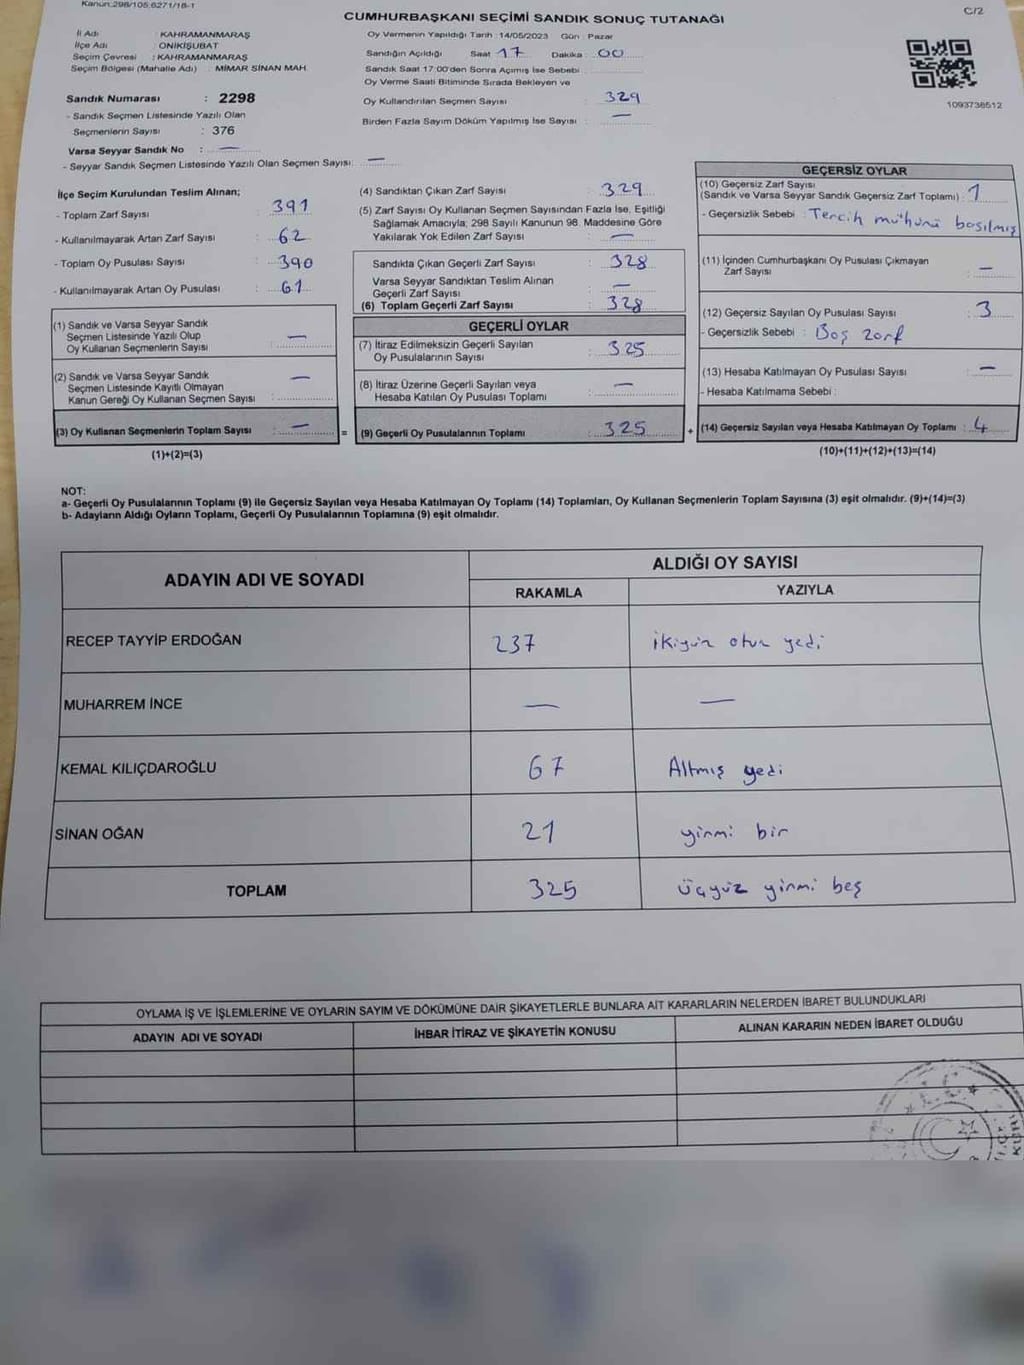 Kanun:298/105;6271/18-1
C/2
CUMHURBAŞKANI SEÇİMİ SANDIK SONUÇ TUTANAĞI
İl Adı : KAHRAMANMARAŞ
İlçe Adı : ONİKİŞUBAT
Seçim Çevresi : KAHRAMANMARAŞ
Seçim Bölgesi (Mahalle Adı) : MİMAR SİNAN MAH.
Sandık Numarası : 2298
- Sandık Seçmen Listesinde Yazılı Olan
Seçmenlerin Sayısı : 376
Varsa Seyyar Sandık No : —
- Seyyar Sandık Seçmen Listesinde Yazılı Olan Seçmen Sayısı: —
Oy Vermenin Yapıldığı Tarih : 14/05/2023 Gün : Pazar
Sandığın Açıldığı Saat 17 Dakika : 00
Sandık Saat 17:00'den Sonra Açımış İse Sebebi :
Oy Verme Saati Bitiminde Sırada Bekleyen ve
Oy Kullandırılan Seçmen Sayısı : 329
Birden Fazla Sayım Döküm Yapılmış İse Sayısı : —
1093736512
İlçe Seçim Kurulundan Teslim Alınan;
- Toplam Zarf Sayısı : 391
- Kullanılmayarak Artan Zarf Sayısı : 62
- Toplam Oy Pusulası Sayısı : 390
- Kullanılmayarak Artan Oy Pusulası : 61
(1) Sandık ve Varsa Seyyar Sandık
Seçmen Listesinde Yazılı Olup
Oy Kullanan Seçmenlerin Sayısı : —
(2) Sandık ve Varsa Seyyar Sandık
Seçmen Listesinde Kayıtlı Olmayan
Kanun Gereği Oy Kullanan Seçmen Sayısı : —
(3) Oy Kullanan Seçmenlerin Toplam Sayısı : —
(1)+(2)=(3)
=
(4) Sandıktan Çıkan Zarf Sayısı : 329
(5) Zarf Sayısı Oy Kullanan Seçmen Sayısından Fazla İse, Eşitliği
Sağlamak Amacıyla; 298 Sayılı Kanunun 98. Maddesine Göre
Yakılarak Yok Edilen Zarf Sayısı : —
Sandıkta Çıkan Geçerli Zarf Sayısı : 328
Varsa Seyyar Sandıktan Teslim Alınan
Geçerli Zarf Sayısı : —
(6) Toplam Geçerli Zarf Sayısı : 328
GEÇERLİ OYLAR
(7) İtiraz Edilmeksizin Geçerli Sayılan
Oy Pusulalarının Sayısı : 325
(8) İtiraz Üzerine Geçerli Sayılan veya
Hesaba Katılan Oy Pusulası Toplamı : —
(9) Geçerli Oy Pusulalarının Toplamı : 325
+
GEÇERSİZ OYLAR
(10) Geçersiz Zarf Sayısı
(Sandık ve Varsa Seyyar Sandık Geçersiz Zarf Toplamı) : 1
- Geçersizlik Sebebi : Tercih mühürü basılmış
(11) İçinden Cumhurbaşkanı Oy Pusulası Çıkmayan
Zarf Sayısı : —
(12) Geçersiz Sayılan Oy Pusulası Sayısı : 3
- Geçersizlik Sebebi : Boş zarf
(13) Hesaba Katılmayan Oy Pusulası Sayısı : —
- Hesaba Katılmama Sebebi :
(14) Geçersiz Sayılan veya Hesaba Katılmayan Oy Toplamı : 4
(10)+(11)+(12)+(13)=(14)
NOT:
a- Geçerli Oy Pusulalarının Toplamı (9) ile Geçersiz Sayılan veya Hesaba Katılmayan Oy Toplamı (14) Toplamları, Oy Kullanan Seçmenlerin Toplam Sayısına (3) eşit olmalıdır. (9)+(14)=(3)
b- Adayların Aldığı Oyların Toplamı, Geçerli Oy Pusulalarının Toplamına (9) eşit olmalıdır.
ADAYIN ADI VE SOYADI
ALDIĞI OY SAYISI
RAKAMLA YAZIYLA
RECEP TAYYİP ERDOĞAN 237 ikiyüz otuz yedi
MUHARREM İNCE — —
KEMAL KILIÇDAROĞLU 67 Altmış yedi
SİNAN OĞAN 21 yirmi bir
TOPLAM 325 Üçyüz yirmi beş
OYLAMA İŞ VE İŞLEMLERİNE VE OYLARIN SAYIM VE DÖKÜMÜNE DAİR ŞİKAYETLERLE BUNLARA AİT KARARLARIN NELERDEN İBARET BULUNDUKLARI
ADAYIN ADI VE SOYADI İHBAR İTİRAZ VE ŞİKAYETİN KONUSU ALINAN KARARIN NEDEN İBARET OLDUĞU
T.C.